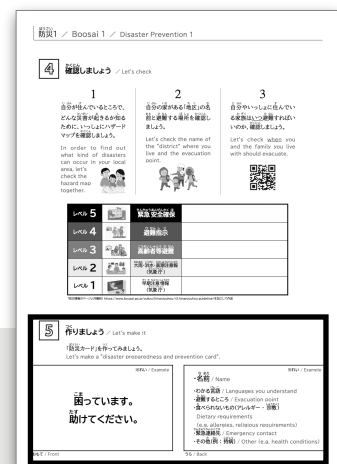 防災1 / Boosai 1 / Disaster Prevention 1
4 確認しましょう / Let's check
1
自分が住んでいるところで、
どんな災害が起きるか知る
ために、いっしょにハザード
マップを確認しましょう。
In order to find out
what kind of disasters
can occur in your local
area, let's
check the
hazard map
together.
2
自分の家がある「地区」の名
前と避難する場所を確認し
ましょう。
Let's check the name of
the "district" where you
live and the evacuation
point.
3
自分やいっしょに住んでい
る家族はいつ避難すればい
いのか、確認しましょう。
Let's check when you
and the family you live
with should evacuate.
レベル 5 緊急安全確保
レベル 4 避難指示
レベル 3 高齢者等避難
レベル 2 大雨・洪水・高潮注意報
(気象庁)
レベル 1 早期注意情報
(気象庁)
5 作りましょう / Let's make it
「防災カード」を作ってみましょう。
Let's make a "disaster preparedness and prevention card".
れい / Example
困っています。
助けてください。
おもて / Front
れい / Example
・名前 / Name
・わかる言語 / Languages you understand
・避難するところ / Evacuation point
・食べられないもの(アレルギー・宗教)
Dietary requirements
(e.g. allergies, religious requirements)
・緊急連絡先 / Emergency contact
・その他(例:持病) / Other (e.g. health conditions)
うら / Back